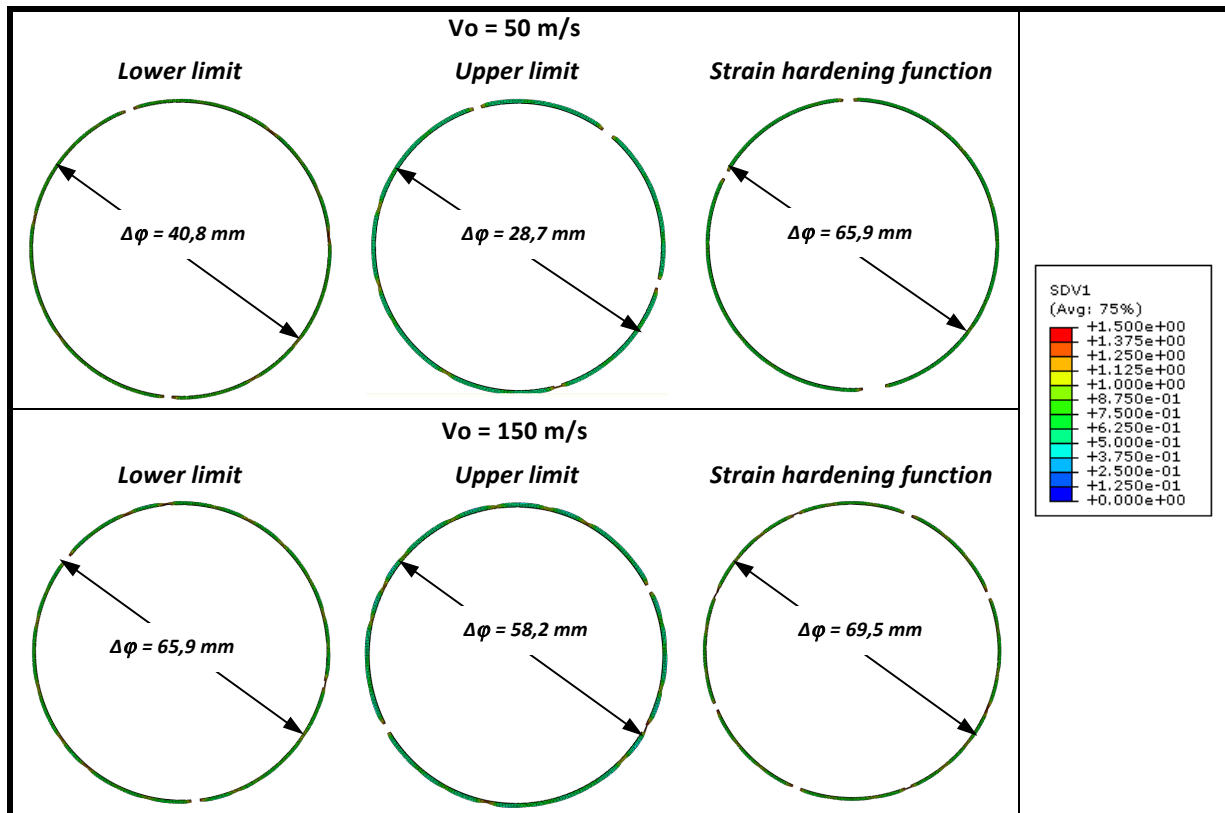 Vo = 50 m/s
Lower limit
Upper limit
Strain hardening function
Δφ = 40,8 mm
Δφ = 28,7 mm
Δφ = 65,9 mm
Vo = 150 m/s
Lower limit
Upper limit
Strain hardening function
Δφ = 65,9 mm
Δφ = 58,2 mm
Δφ = 69,5 mm
SDV1
(Avg: 75%)
+1.500e+00
+1.375e+00
+1.250e+00
+1.125e+00
+1.000e+00
+8.750e-01
+7.500e-01
+6.250e-01
+5.000e-01
+3.750e-01
+2.500e-01
+1.250e-01
+0.000e+00